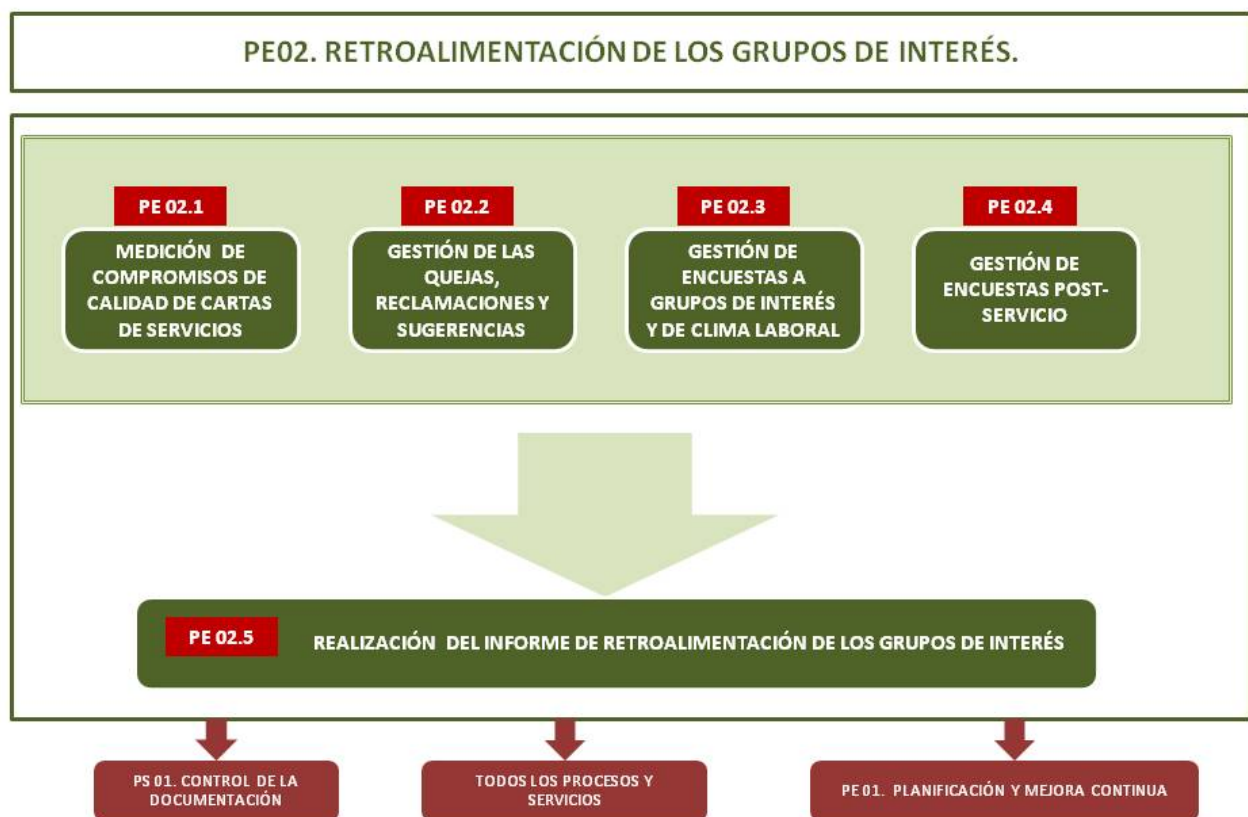 PE02. RETROALIMENTACIÓN DE LOS GRUPOS DE INTERÉS.
PE 02.1
MEDICIÓN DE
COMPROMISOS DE
CALIDAD DE CARTAS
DE SERVICIOS
PE 02.2
GESTIÓN DE LAS
QUEJAS,
RECLAMACIONES Y
SUGERENCIAS
PE 02.3
GESTIÓN DE
ENCUESTAS A
GRUPOS DE INTERÉS
Y DE CLIMA LABORAL
PE 02.4
GESTIÓN DE
ENCUESTAS POST-
SERVICIO
PE 02.5
REALIZACIÓN DEL INFORME DE RETROALIMENTACIÓN DE LOS GRUPOS DE INTERÉS
PS 01. CONTROL DE LA
DOCUMENTACIÓN
TODOS LOS PROCESOS Y
SERVICIOS
PE 01. PLANIFICACIÓN Y MEJORA CONTINUA